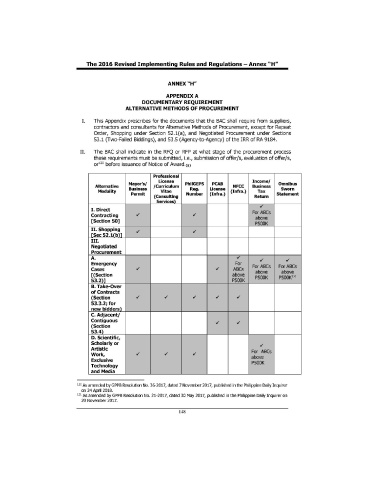 The 2016 Revised Implementing Rules and Regulations – Annex "H"
ANNEX "H"
APPENDIX A
DOCUMENTARY REQUIREMENT
ALTERNATIVE METHODS OF PROCUREMENT
I. This Appendix prescribes for the documents that the BAC shall require from suppliers,
contractors and consultants for Alternative Methods of Procurement, except for Repeat
Order, Shopping under Section 52.1(a), and Negotiated Procurement under Sections
53.1 (Two-Failed Biddings), and 53.5 (Agency-to-Agency) of the IRR of RA 9184.
II. The BAC shall indicate in the RFQ or RFP at what stage of the procurement process
these requirements must be submitted, i.e., submission of offer/s, evaluation of offer/s,
or before issuance of Notice of Award.
Alternative Modality
Mayor's/ Business Permit
Professional License /Curriculum Vitae (Consulting Services)
PhilGEPS Reg. Number
PCAB License (Infra.)
NFCC (Infra.)
Income/ Business Tax Return
Omnibus Sworn Statement
I. Direct Contracting [Section 50] ✓ ✓ ✓ For ABCs above P500K
II. Shopping [Sec 52.1(b)] ✓ ✓
III. Negotiated Procurement
A. Emergency Cases [(Section 53.2)] ✓ ✓ ✓ For ABCs above P500K ✓ For ABCs above P500K ✓ For ABCs above P500K
B. Take-Over of Contracts (Section 53.3.2; for new bidders) ✓ ✓ ✓ ✓ ✓
C. Adjacent/ Contiguous (Section 53.4) ✓ ✓
D. Scientific, Scholarly or Artistic Work, Exclusive Technology and Media ✓ ✓ ✓ ✓ For ABCs above P500K
As amended by GPPB Resolution No. 36-2017, dated 7 November 2017, published in the Philippine Daily Inquirer
on 24 April 2018.
As amended by GPPB Resolution No. 21-2017, dated 30 May 2017, published in the Philippine Daily Inquirer on
20 November 2017.